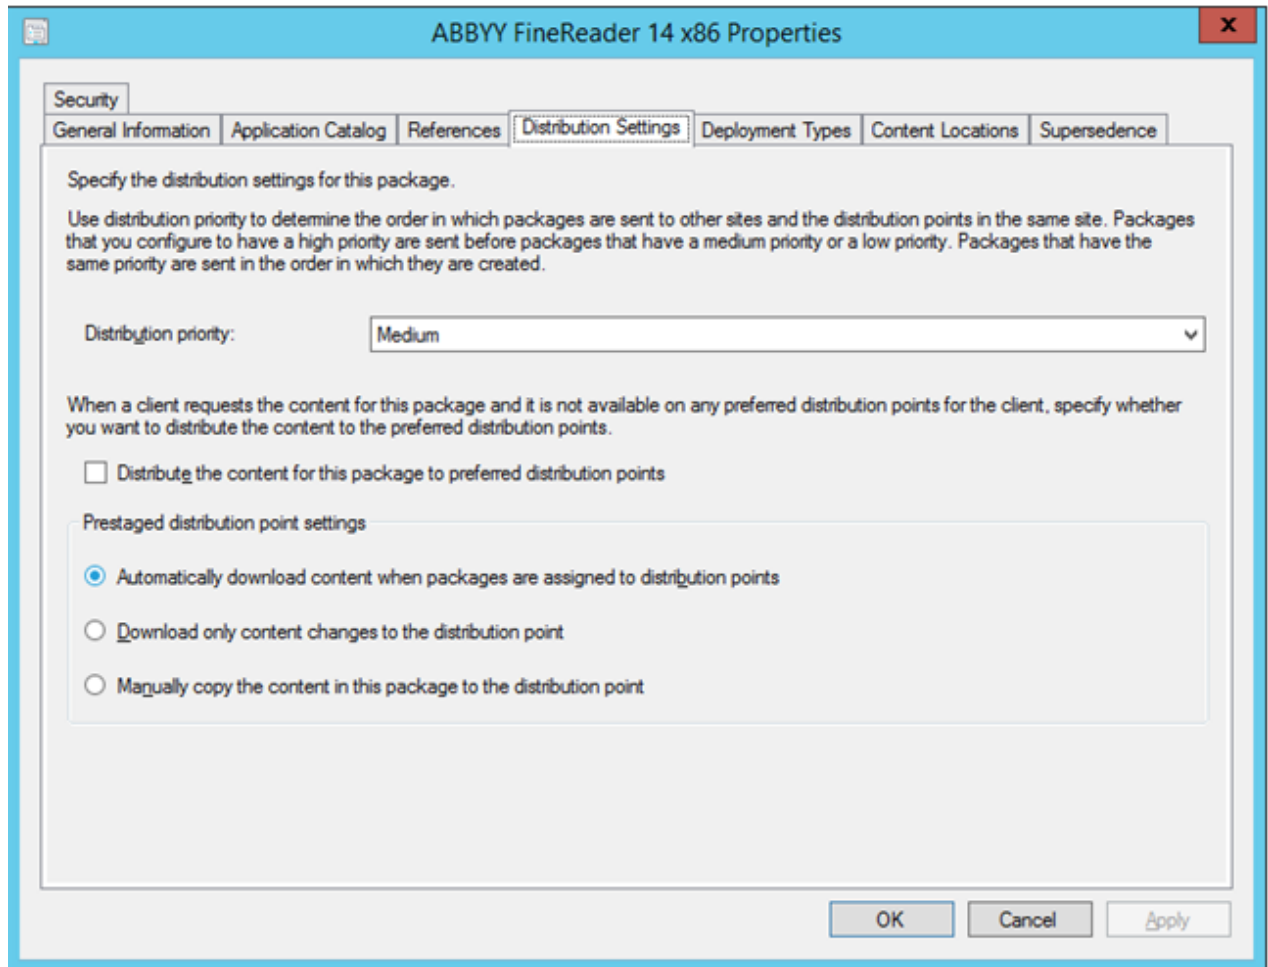 ABBYY FineReader 14 x86 Properties
x
Security
General Information Application Catalog References Distribution Settings Deployment Types Content Locations Supersedence
Specify the distribution settings for this package.
Use distribution priority to determine the order in which packages are sent to other sites and the distribution points in the same site. Packages
that you configure to have a high priority are sent before packages that have a medium priority or a low priority. Packages that have the
same priority are sent in the order in which they are created.
Distribution priority: Medium
When a client requests the content for this package and it is not available on any preferred distribution points for the client, specify whether
you want to distribute the content to the preferred distribution points.
Distribute the content for this package to preferred distribution points
Prestaged distribution point settings
Automatically download content when packages are assigned to distribution points
Download only content changes to the distribution point
Manually copy the content in this package to the distribution point
OK Cancel Apply